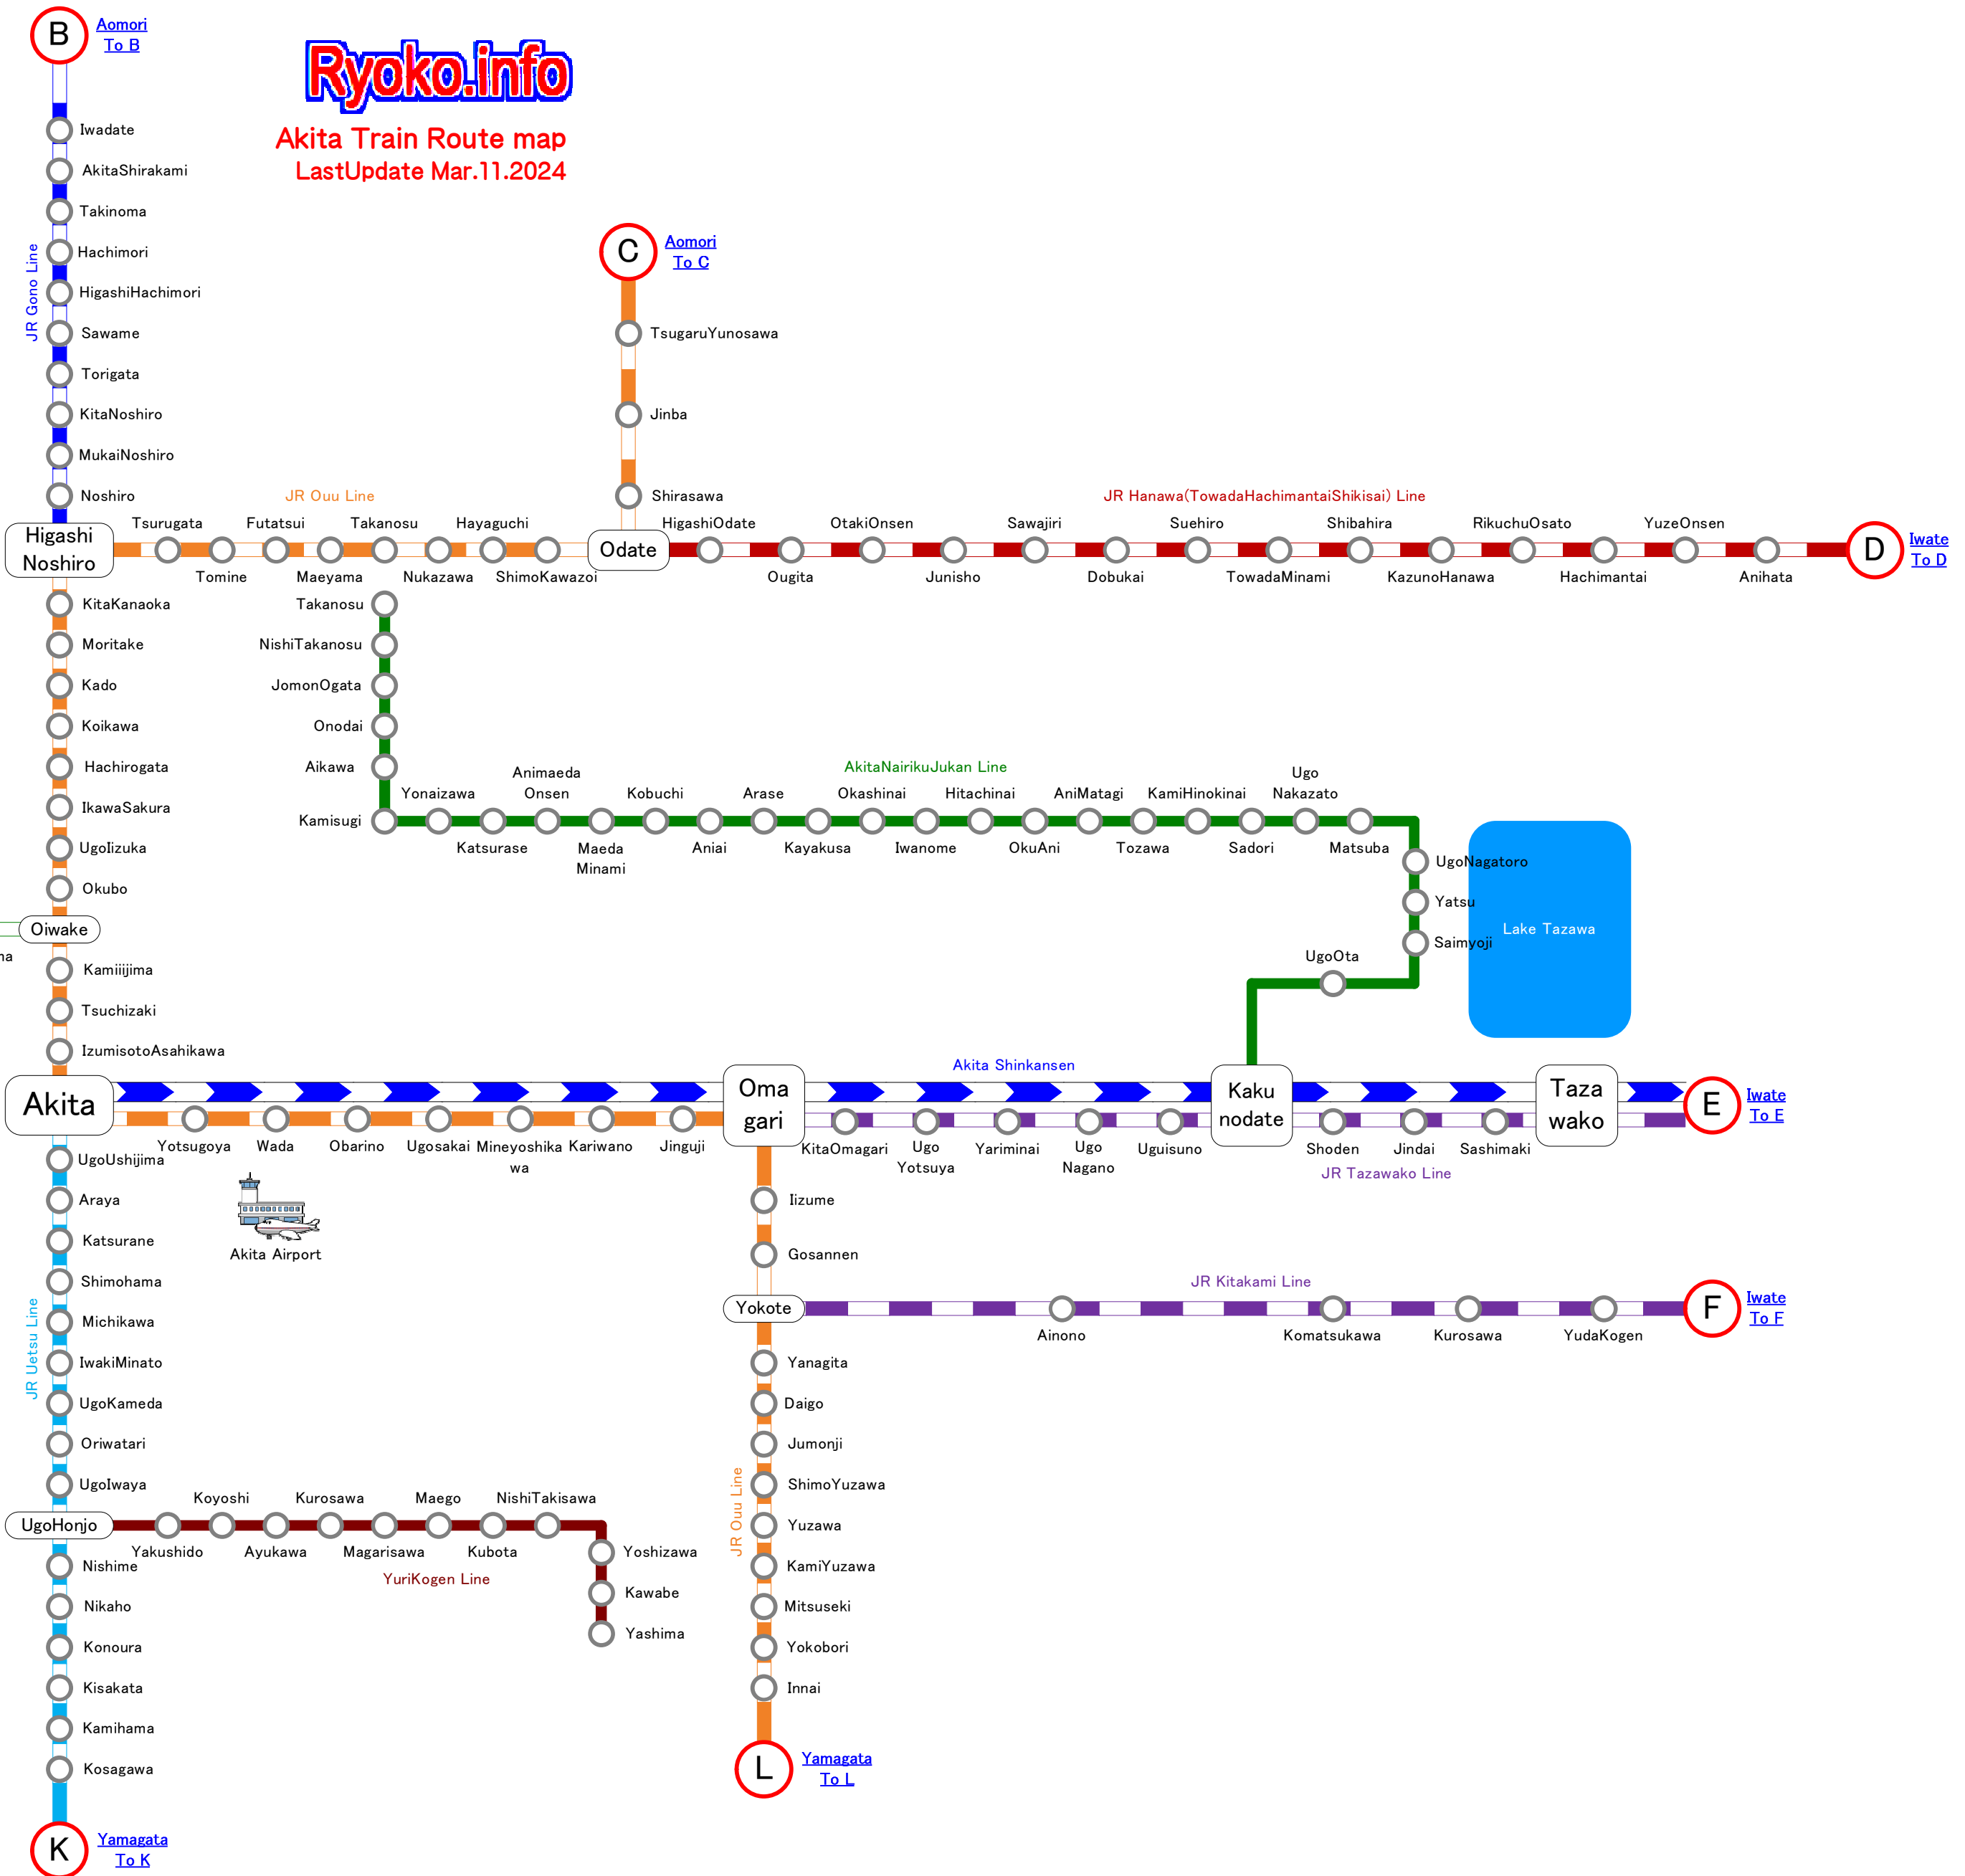 B
Aomori
To B
Ryoko.info
Akita Train Route map
LastUpdate Mar.11.2024
Iwadate
AkitaShirakami
Takinoma
Hachimori
HigashiHachimori
Sawame
Torigata
KitaNoshiro
MukaiNoshiro
Noshiro
JR Gono Line
C
Aomori
To C
TsugaruYunosawa
Jinba
Shirasawa
JR Ouu Line
JR Hanawa(TowadaHachimantaiShikisai) Line
Higashi
Noshiro
Tsurugata
Futatsui
Takanosu
Hayaguchi
Tomine
Maeyama
Nukazawa
ShimoKawazoi
Odate
HigashiOdate
OtakiOnsen
Sawajiri
Suehiro
Shibahira
RikuchuOsato
YuzeOnsen
Ougita
Junisho
Dobukai
TowadaMinami
KazunoHanawa
Hachimantai
Anihata
D
Iwate
To D
KitaKanaoka
Moritake
Kado
Koikawa
Hachirogata
IkawaSakura
UgoIizuka
Okubo
Oiwake
na
Kamiiijima
Tsuchizaki
IzumisotoAsahikawa
Takanosu
NishiTakanosu
JomonOgata
Onodai
Aikawa
Kamisugi
AkitaNairikuJukan Line
Yonaizawa
Animaeda
Onsen
Kobuchi
Arase
Okashinai
Hitachinai
AniMatagi
KamiHinokinai
Ugo
Nakazato
Katsurase
Maeda
Minami
Aniai
Kayakusa
Iwanome
OkuAni
Tozawa
Sadori
Matsuba
UgoNagatoro
Yatsu
Saimyoji
UgoOta
Lake Tazawa
Akita
Akita Shinkansen
Oma
gari
Kaku
nodate
Taza
wako
E
Iwate
To E
Yotsugoya
Wada
Obarino
Ugosakai
Mineyoshika
wa
Kariwano
Jinguji
KitaOmagari
Ugo
Yotsuya
Yariminai
Ugo
Nagano
Uguisuno
Shoden
Jindai
Sashimaki
JR Tazawako Line
Akita Airport
UgoUshijima
Araya
Katsurane
Shimohama
Michikawa
IwakiMinato
UgoKameda
Oriwatari
UgoIwaya
JR Uetsu Line
Iizume
Gosannen
Yokote
JR Kitakami Line
Ainono
Komatsukawa
Kurosawa
YudaKogen
F
Iwate
To F
Yanagita
Daigo
Jumonji
ShimoYuzawa
Yuzawa
KamiYuzawa
Mitsuseki
Yokobori
Innai
JR Ouu Line
L
Yamagata
To L
UgoHonjo
Koyoshi
Kurosawa
Maego
NishiTakisawa
Yakushido
Ayukawa
Magarisawa
Kubota
YuriKogen Line
Yoshizawa
Kawabe
Yashima
Nishime
Nikaho
Konoura
Kisakata
Kamihama
Kosagawa
K
Yamagata
To K